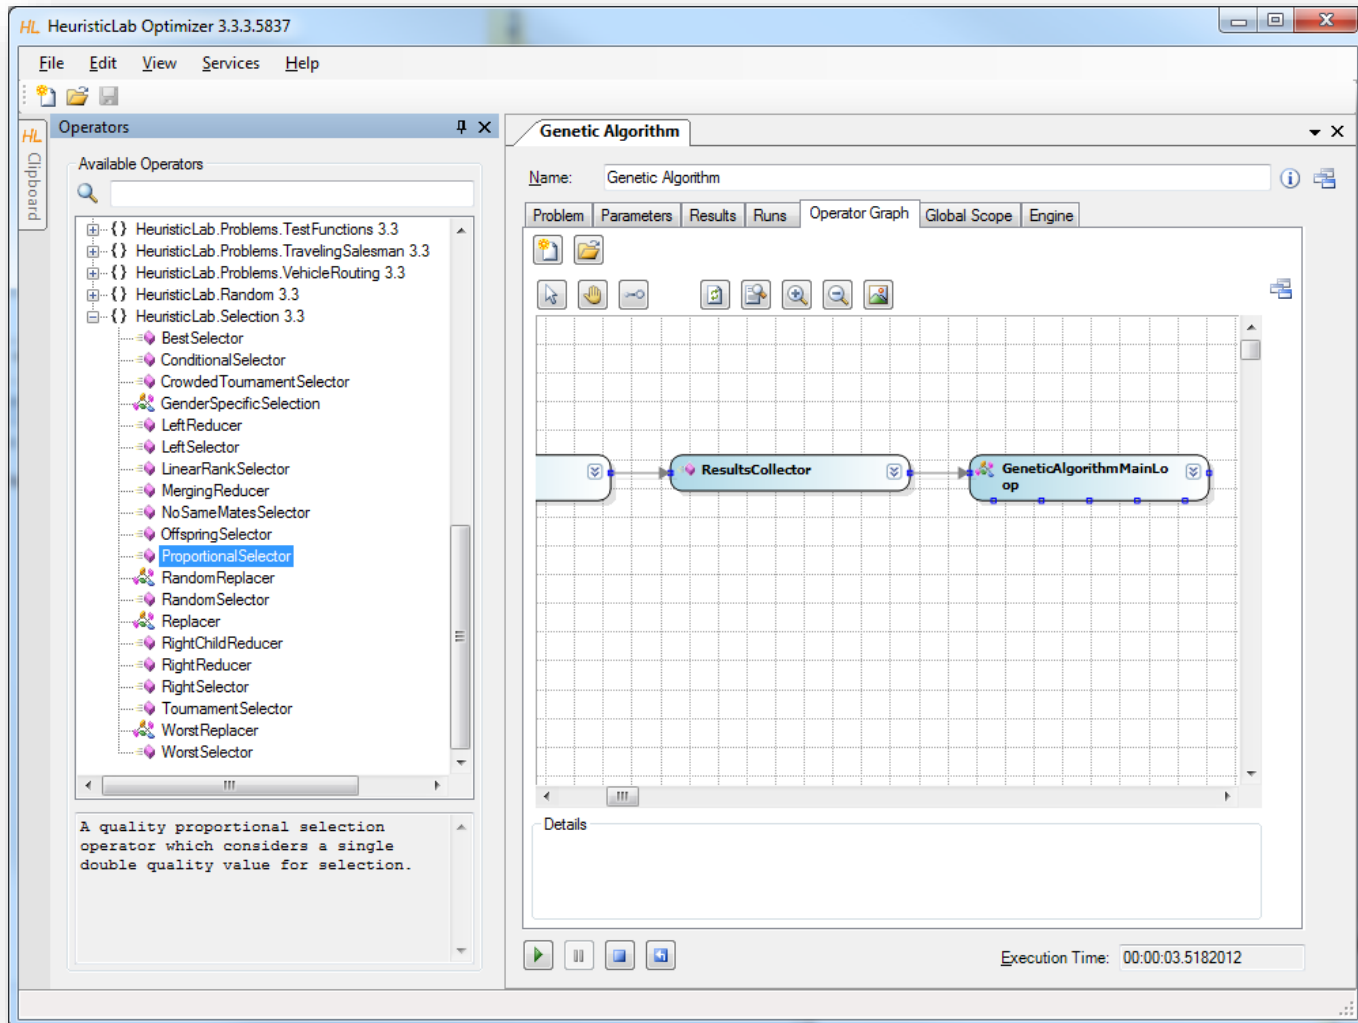 HL HeuristicLab Optimizer 3.3.3.5837
File Edit View Services Help
HL Clipboard
Operators
Available Operators
{} HeuristicLab.Problems.TestFunctions 3.3
{} HeuristicLab.Problems.TravelingSalesman 3.3
{} HeuristicLab.Problems.VehicleRouting 3.3
{} HeuristicLab.Random 3.3
{} HeuristicLab.Selection 3.3
BestSelector
ConditionalSelector
CrowdedTournamentSelector
GenderSpecificSelection
LeftReducer
LeftSelector
LinearRankSelector
MergingReducer
NoSameMatesSelector
OffspringSelector
ProportionalSelector
RandomReplacer
RandomSelector
Replacer
RightChildReducer
RightReducer
RightSelector
TournamentSelector
WorstReplacer
WorstSelector
A quality proportional selection
operator which considers a single
double quality value for selection.
Genetic Algorithm
Name: Genetic Algorithm
Problem Parameters Results Runs Operator Graph Global Scope Engine
ResultsCollector
GeneticAlgorithmMainLo
op
Details
Execution Time: 00:00:03.5182012